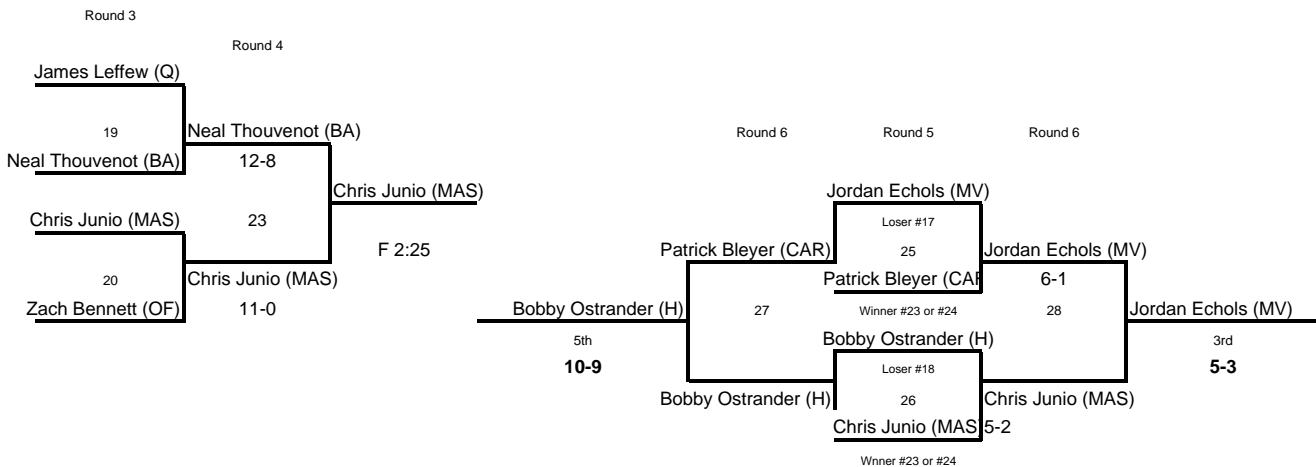 Round 3
Round 4
James Leffew (Q)
19
Neal Thouvenot (BA)
Neal Thouvenot (BA)
12-8
Chris Junio (MAS)
Chris Junio (MAS)
23
F 2:25
20
Chris Junio (MAS)
Zach Bennett (OF)
11-0
Round 6
Round 5
Round 6
Jordan Echols (MV)
Loser #17
Patrick Bleyer (CAR)
25
Jordan Echols (MV)
Patrick Bleyer (CAR
6-1
Bobby Ostrander (H)
27
Winner #23 or #24
28
Jordan Echols (MV)
5th
Bobby Ostrander (H)
3rd
10-9
Loser #18
5-3
Bobby Ostrander (H)
26
Chris Junio (MAS)
Chris Junio (MAS) 5-2
Wnner #23 or #24